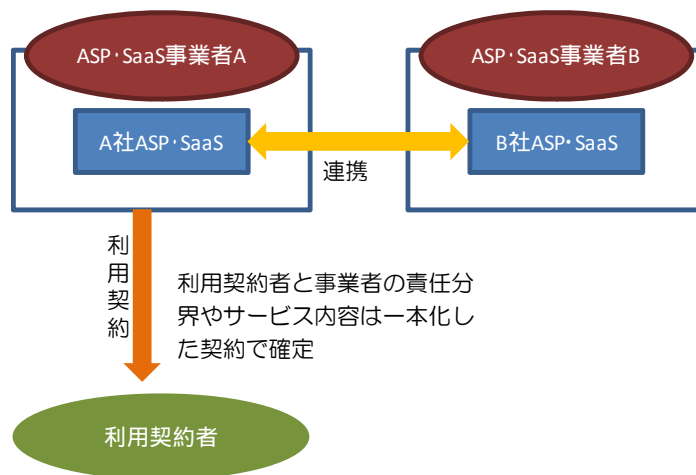 ASP･SaaS事業者A
ASP･SaaS事業者B
A社ASP･SaaS
B社ASP•SaaS
連携
利用契約
利用契約者と事業者の責任分
界やサービス内容は一本化し
た契約で確定
利用契約者